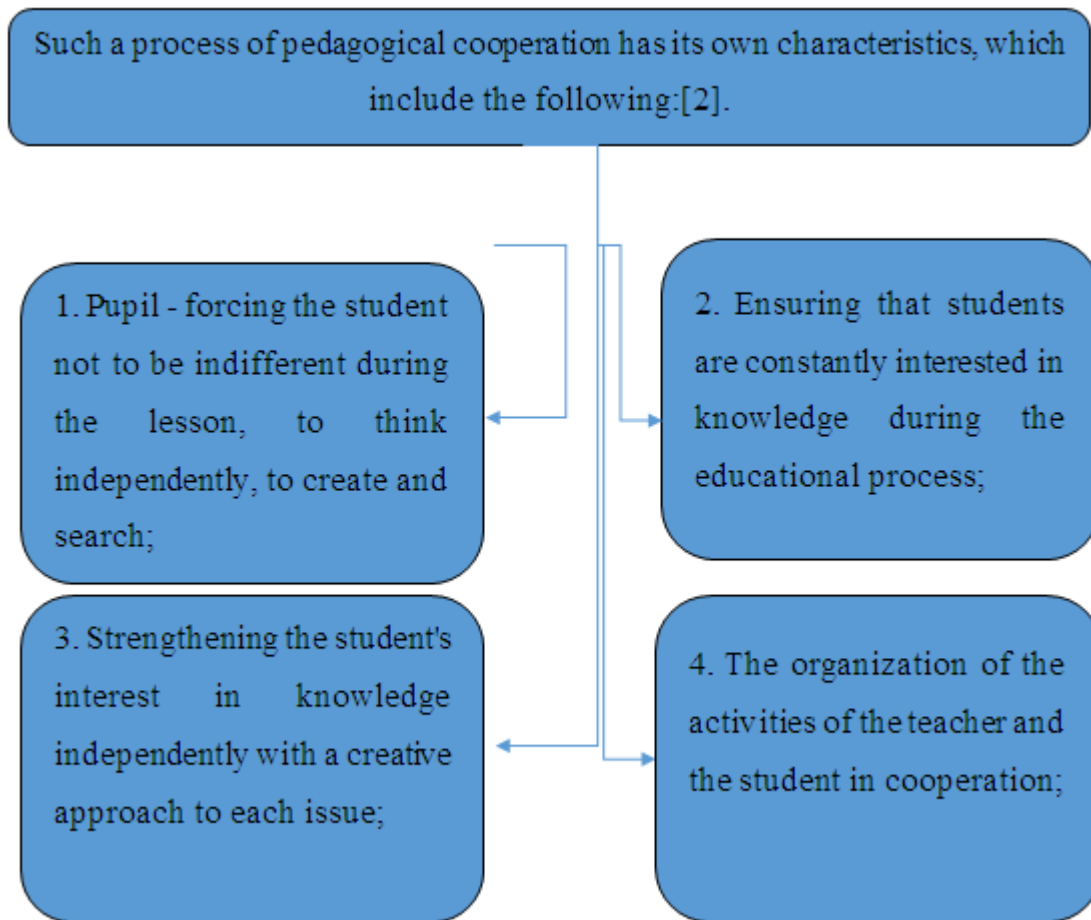 Such a process of pedagogical cooperation has its own characteristics, which
include the following:[2].
1. Pupil - forcing the student
not to be indifferent during
the lesson, to think
independently, to create and
search;
2. Ensuring that students
are constantly interested in
knowledge during the
educational process;
3. Strengthening the student's
interest in knowledge
independently with a creative
approach to each issue;
4. The organization of the
activities of the teacher and
the student in cooperation;